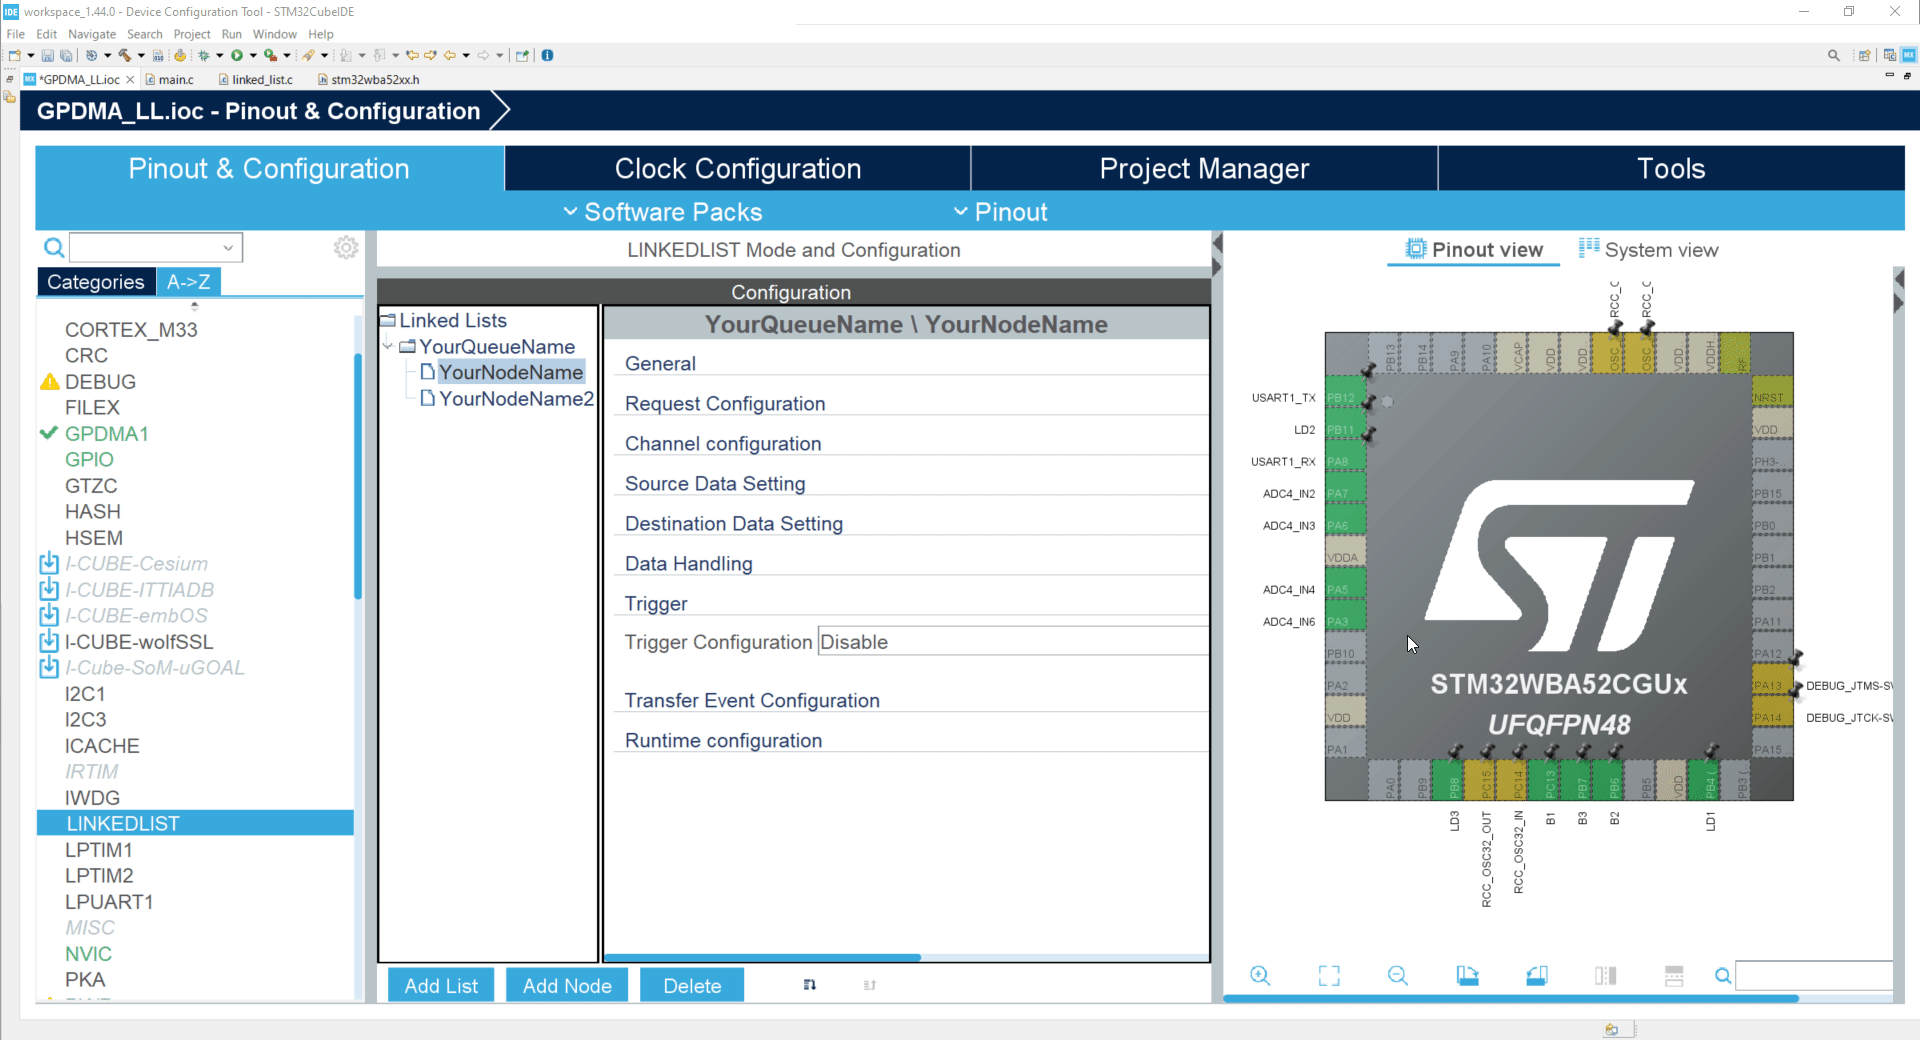 IDE workspace_1.44.0 - Device Configuration Tool - STM32CubeIDE
File Edit Navigate Search Project Run Window Help
MX *GPDMA_LL.ioc main.c linked_list.c stm32wba52xx.h
GPDMA_LL.ioc - Pinout & Configuration
Pinout & Configuration Clock Configuration Project Manager Tools
Software Packs Pinout
LINKEDLIST Mode and Configuration
Pinout view System view
Categories A->Z
CORTEX_M33
CRC
DEBUG
FILEX
GPDMA1
GPIO
GTZC
HASH
HSEM
I-CUBE-Cesium
I-CUBE-ITTIADB
I-CUBE-embOS
I-CUBE-wolfSSL
I-Cube-SoM-uGOAL
I2C1
I2C3
ICACHE
IRTIM
IWDG
LINKEDLIST
LPTIM1
LPTIM2
LPUART1
MISC
NVIC
PKA
Configuration
Linked Lists
YourQueueName
YourNodeName
YourNodeName2
YourQueueName \ YourNodeName
General
Request Configuration
Channel configuration
Source Data Setting
Destination Data Setting
Data Handling
Trigger
Trigger Configuration Disable
Transfer Event Configuration
Runtime configuration
Add List Add Node Delete
RCC_C RCC_C
PB13 PB14 PA9 PA10 VCAP VDD VDD.. OSC.. OSC.. VDD.. VDDH.. RF..
USART1_TX PB12
LD2 PB11
USART1_RX PA8
ADC4_IN2 PA7
ADC4_IN3 PA6
VDDA
ADC4_IN4 PA5
ADC4_IN6 PA3
PB10
PA2
VDD
PA1
NRST
VDD
PH3-..
PB15
PB0
PB1
PB2
PA11
PA12
PA13 DEBUG_JTMS-SV
PA14 DEBUG_JTCK-SV
PA15 ..
STM32WBA52CGUx
UFQFPN48
PA0 PB9 PB8 PC15.. PC14.. PC13 PB7 PB6 PB5 VDD PB4 (.. PB3 (..
LD3 RCC_OSC32_OUT RCC_OSC32_IN B1 B3 B2 LD1